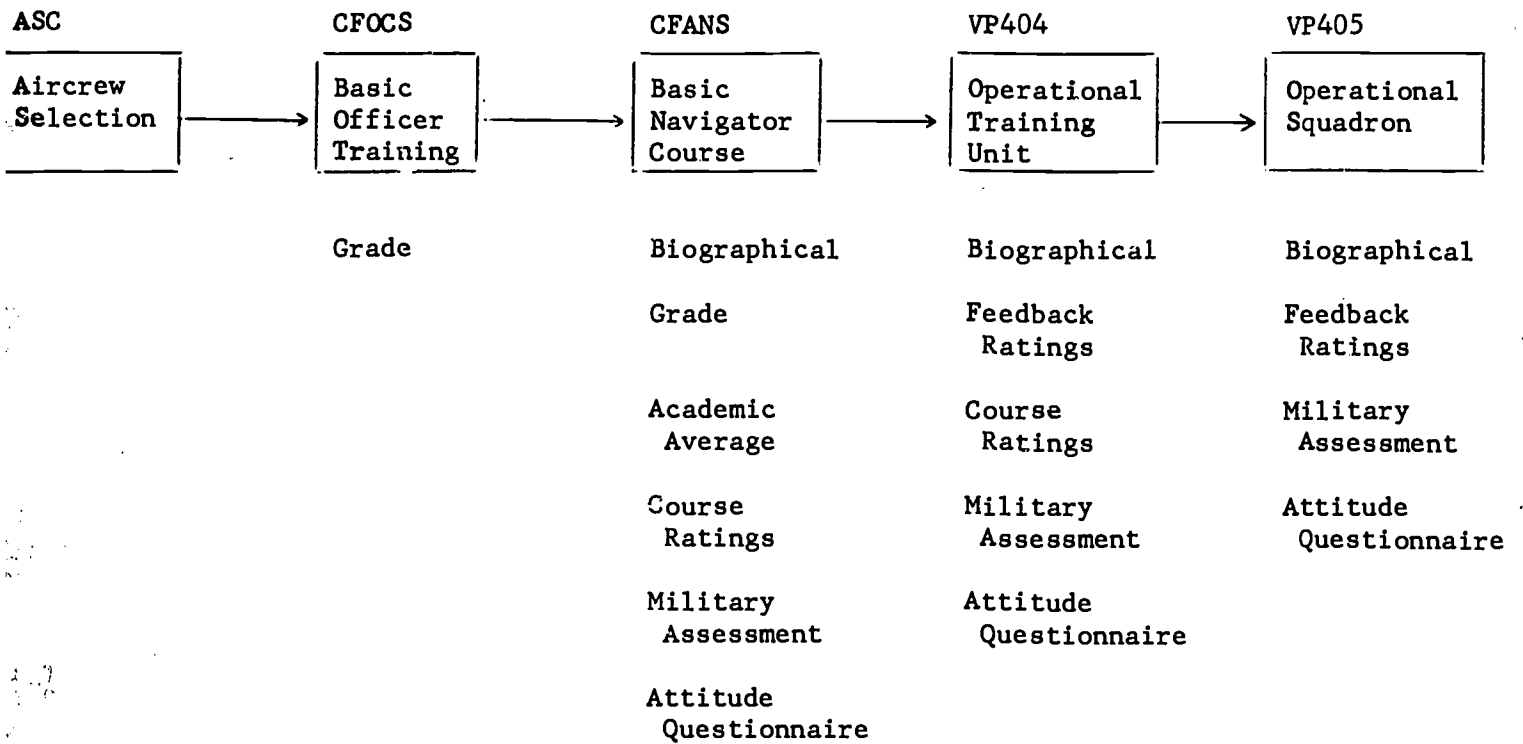 ASC CFOCS CFANS VP404 VP405
Aircrew Basic Basic Operational Operational
Selection Officer Navigator Training Squadron
Training Course Unit
Grade Biographical Biographical Biographical
Grade Feedback Feedback
Ratings Ratings
Academic Course Military
Average Ratings Assessment
Course Military Attitude
Ratings Assessment Questionnaire
Military Attitude
Assessment Questionnaire
Attitude
Questionnaire